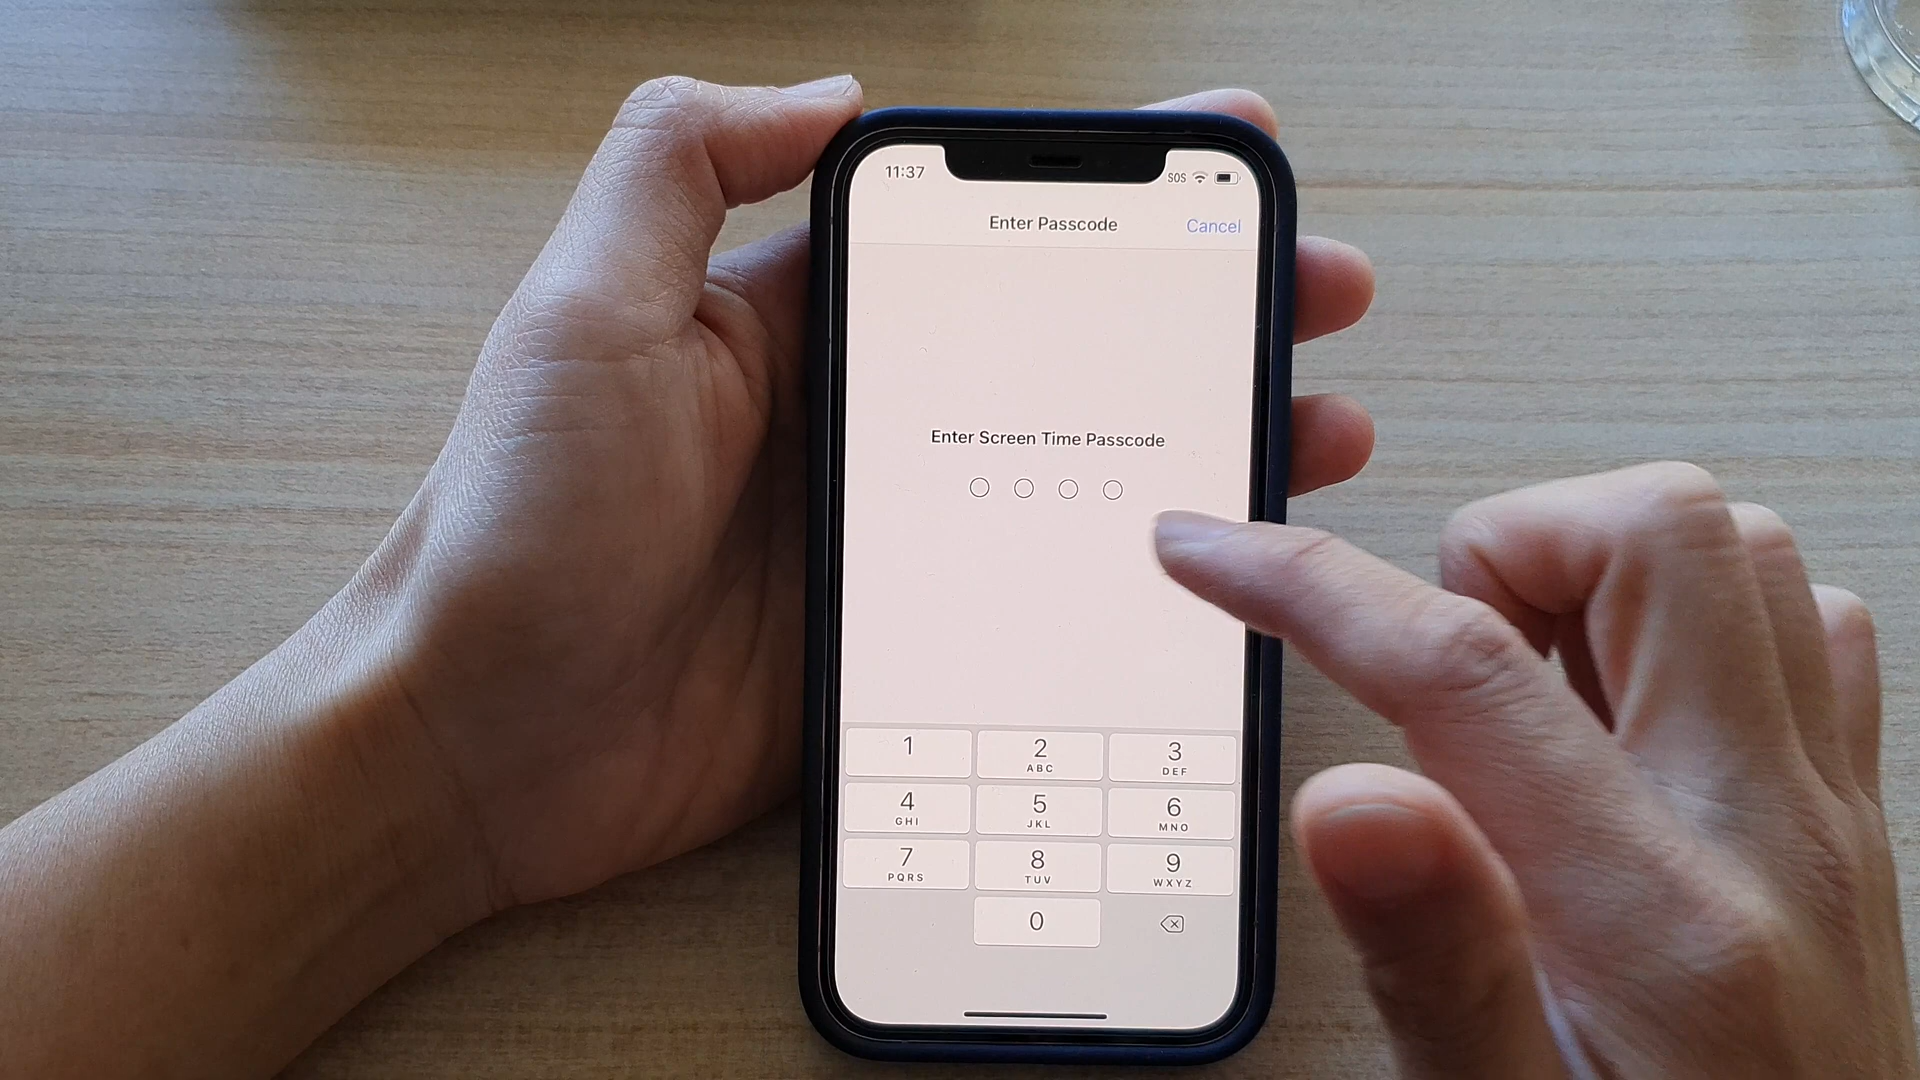 11:37
SOS
Enter Passcode
Cancel
Enter Screen Time Passcode
1
2
ABC
3
DEF
4
GHI
5
JKL
6
MNO
7
PQRS
8
TUV
9
WXYZ
0